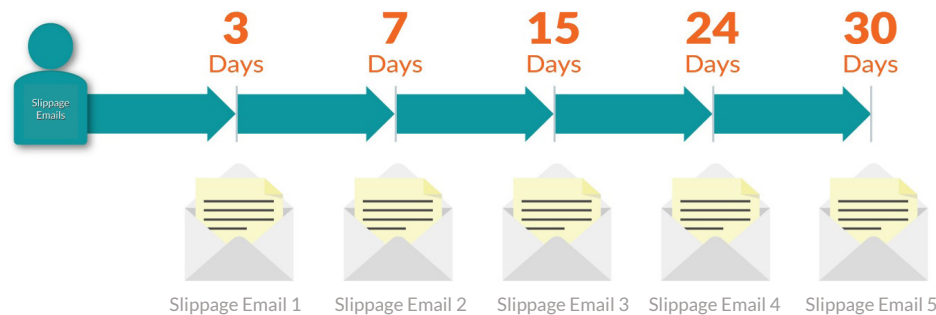 3 7 15 24 30
Days Days Days Days Days
Slippage
Emails
Slippage Email 1 Slippage Email 2 Slippage Email 3 Slippage Email 4 Slippage Email 5